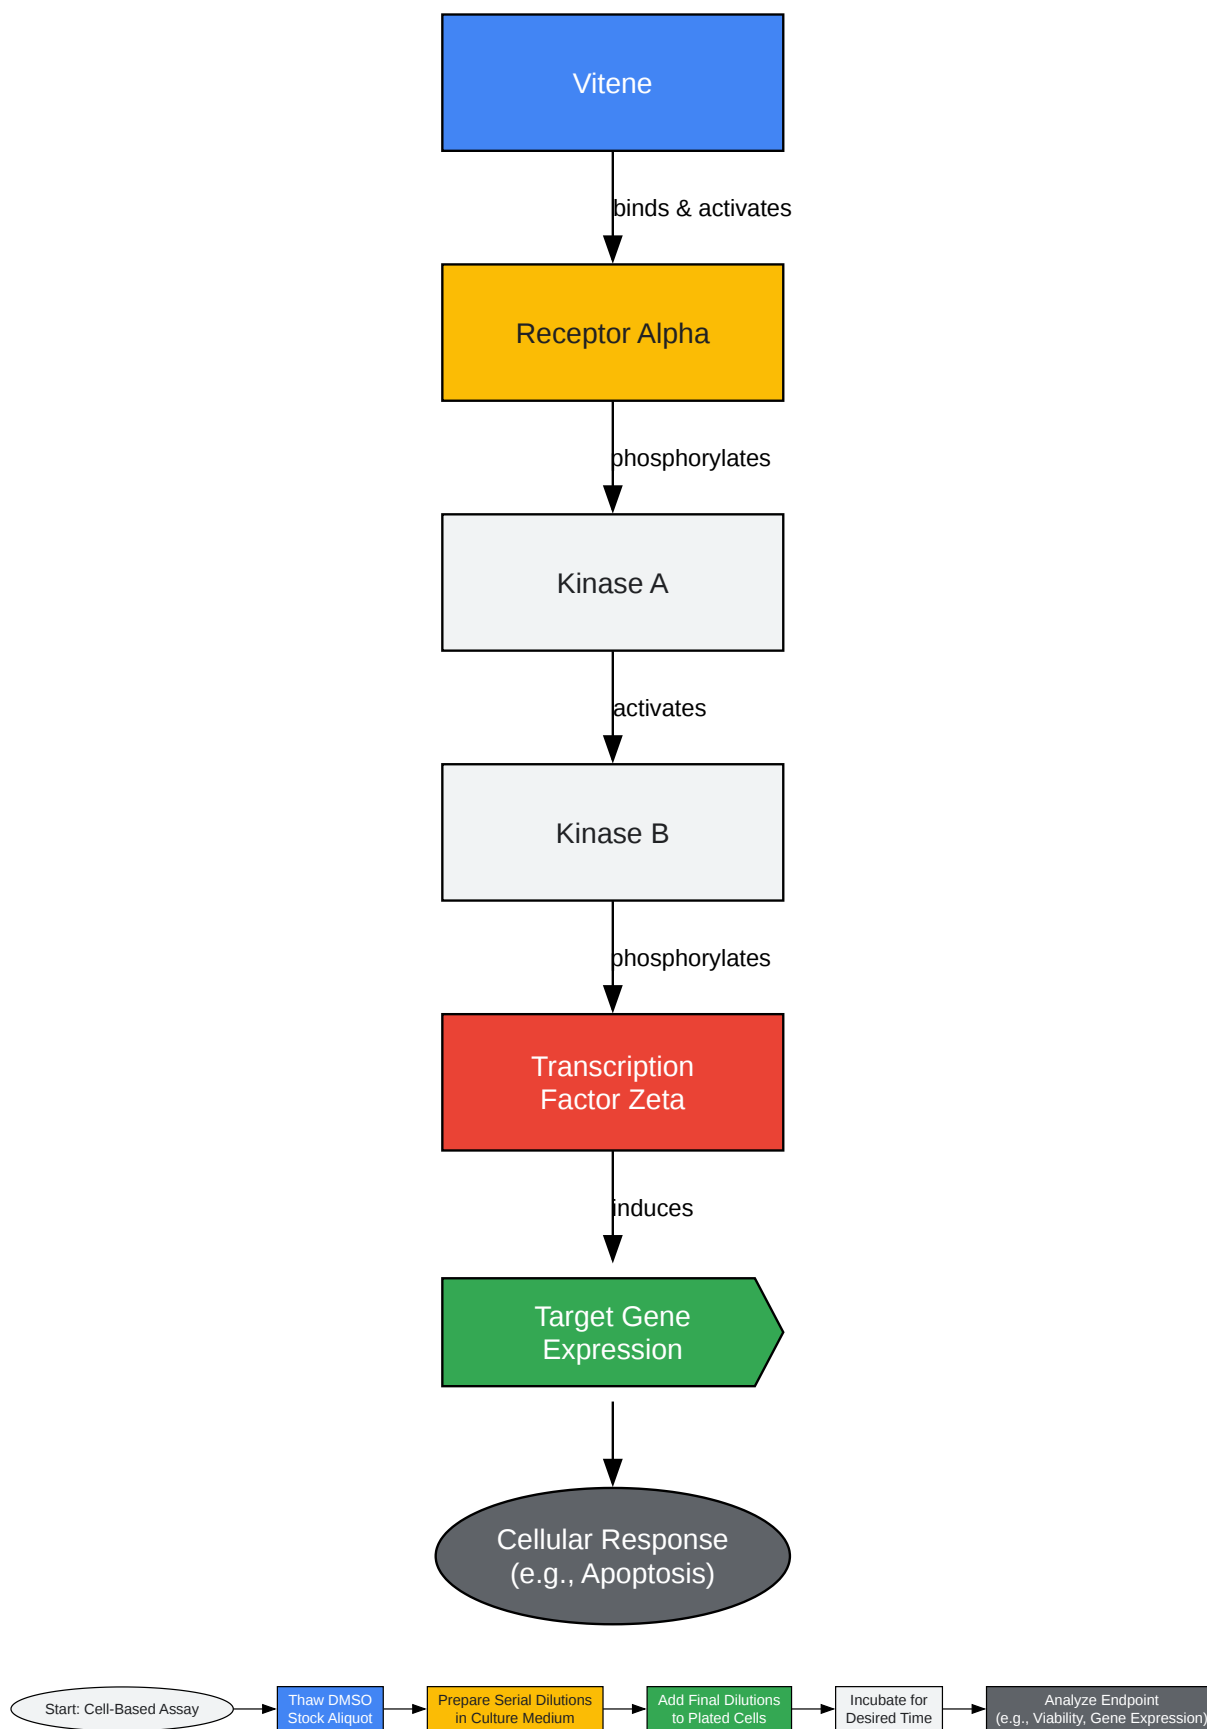 Vitene
binds & activates
Receptor Alpha
phosphorylates
Kinase A
activates
Kinase B
phosphorylates
Transcription
Factor Zeta
induces
Target Gene
Expression
Cellular Response
(e.g., Apoptosis)
Start: Cell-Based Assay
Thaw DMSO
Stock Aliquot
Prepare Serial Dilutions
in Culture Medium
Add Final Dilutions
to Plated Cells
Incubate for
Desired Time
Analyze Endpoint
(e.g., Viability, Gene Expression)